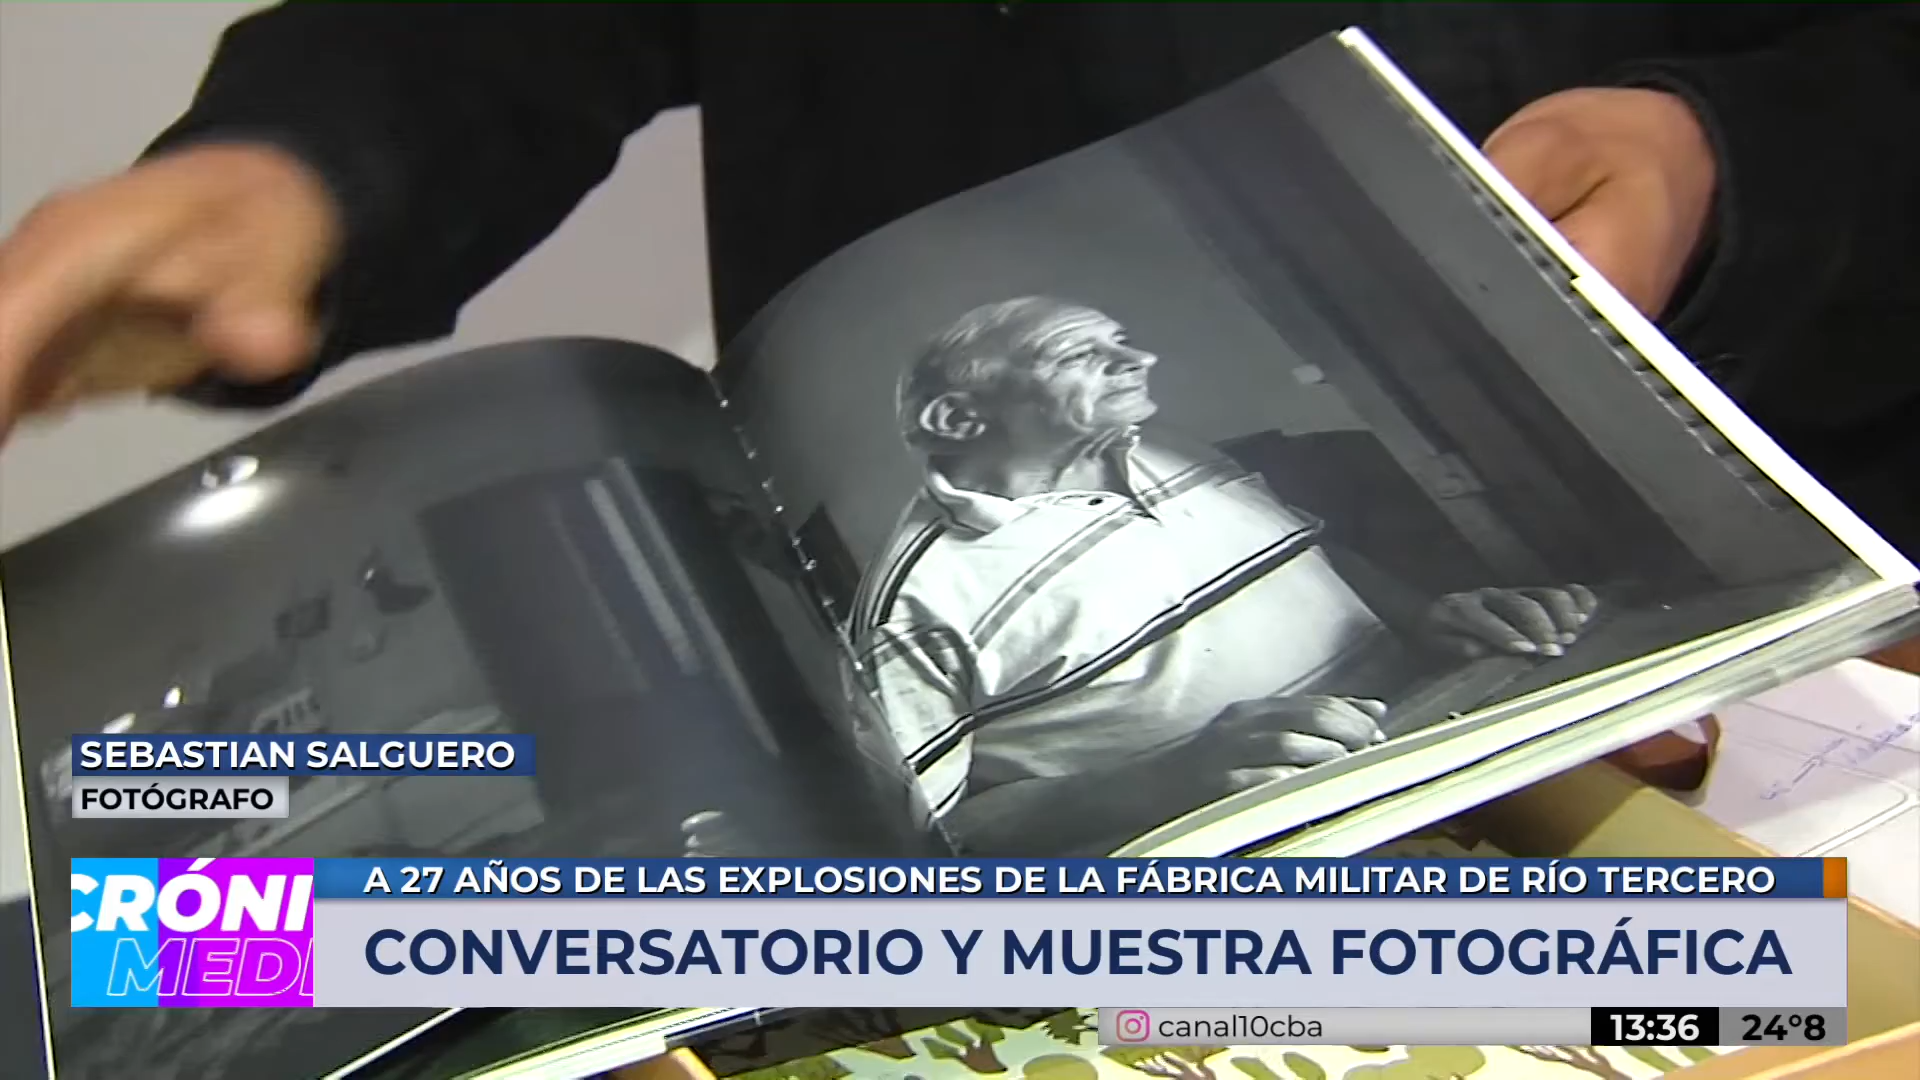 SEBASTIAN SALGUERO
FOTÓGRAFO
CRÓNI
MEDI
A 27 AÑOS DE LAS EXPLOSIONES DE LA FÁBRICA MILITAR DE RÍO TERCERO
CONVERSATORIO Y MUESTRA FOTOGRÁFICA
canal10cba
13:36
24°8